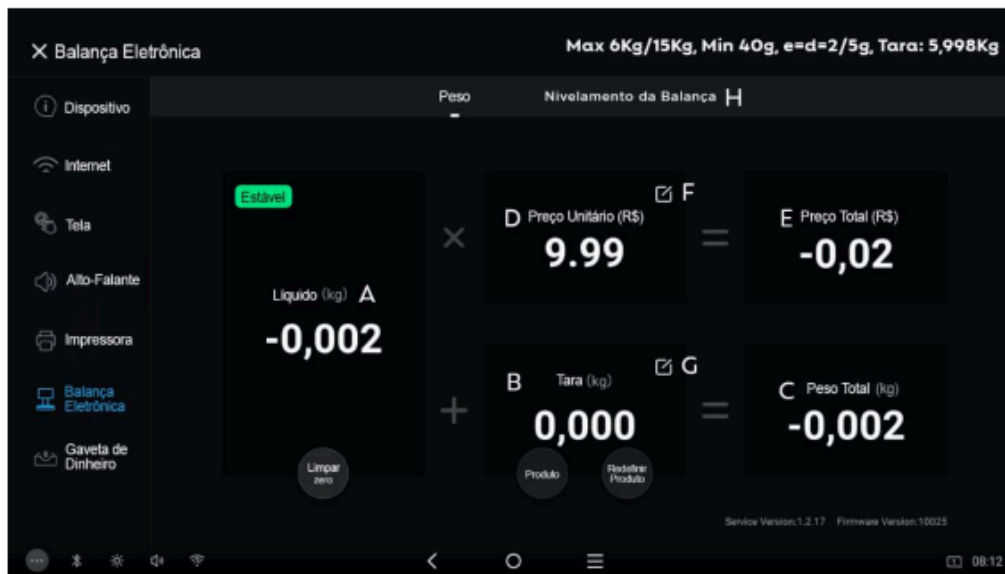 Balança Eletrônica
Max 6Kg/15Kg, Min 40g, e=d=2/5g, Tara: 5,998Kg
Dispositivo
Internet
Tela
Alto-Falante
Impressora
Balança
Eletrônica
Gaveta de
Dinheiro
Peso
Nivelamento da Balança H
Estável
Líquido (kg) A
-0,002
Limpar
zero
F
D Preço Unitário (R$)
9.99
E Preço Total (R$)
-0,02
G
B Tara (kg)
0,000
Produto
Redefinir
Produto
C Peso Total (kg)
-0,002
Service Version:1.2.17 Firmware Version:10025
08:12